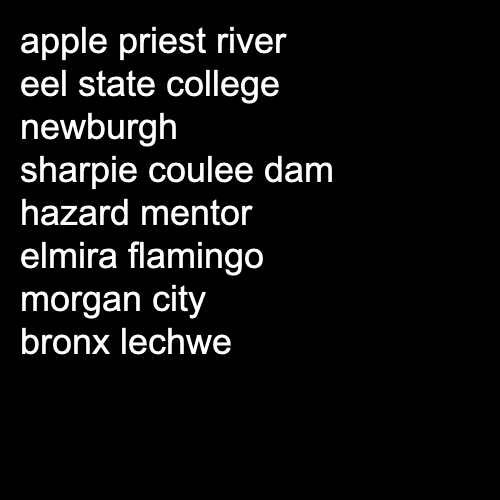 apple priest river
eel state college
newburgh
sharpie coulee dam
hazard mentor
elmira flamingo
morgan city
bronx lechwe